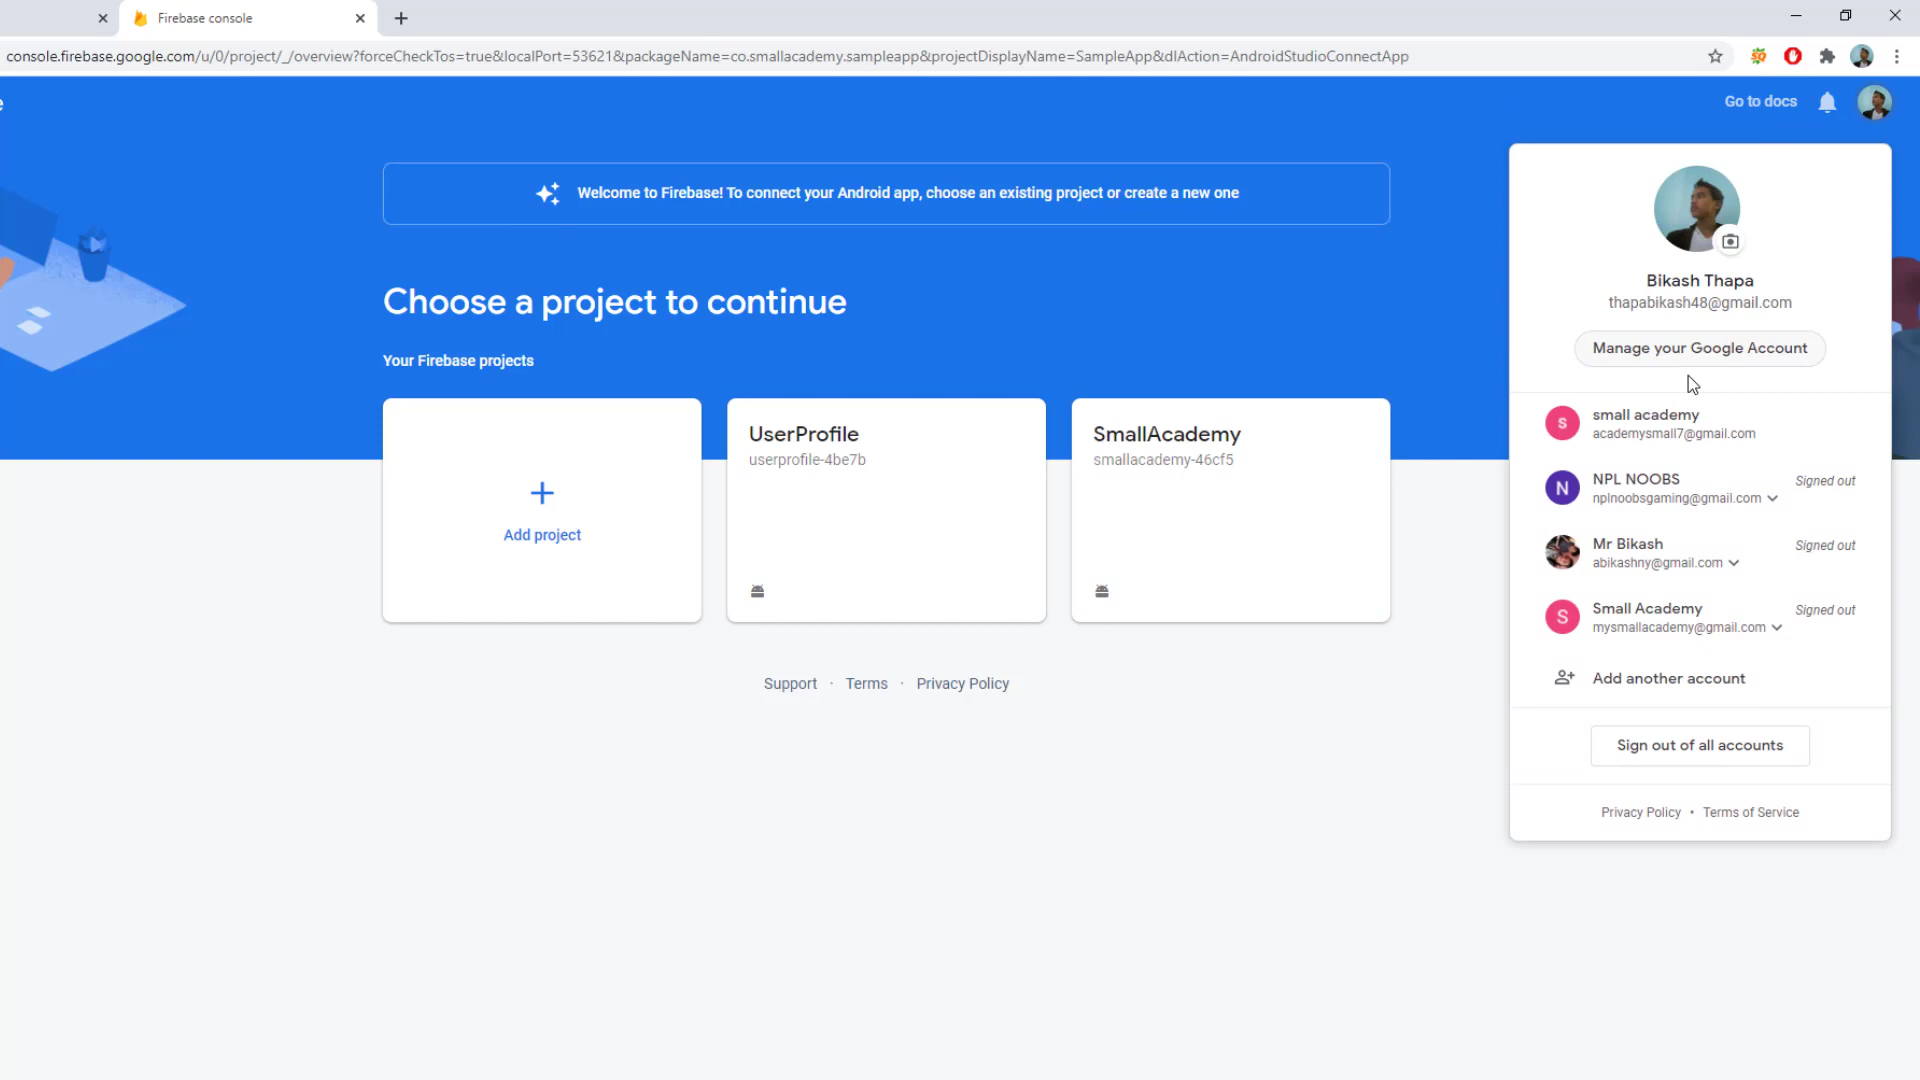 Firebase console
console.firebase.google.com/u/0/project/_/overview?forceCheckTos=true&localPort=53621&packageName=co.smallacademy.sampleapp&projectDisplayName=SampleApp&dlAction=AndroidStudioConnectApp
e
Go to docs
Welcome to Firebase! To connect your Android app, choose an existing project or create a new one
Choose a project to continue
Your Firebase projects
Add project
UserProfile
userprofile-4be7b
SmallAcademy
smallacademy-46cf5
Support · Terms · Privacy Policy
Bikash Thapa
thapabikash48@gmail.com
Manage your Google Account
s
small academy
academysmall7@gmail.com
N
NPL NOOBS
Signed out
nplnoobsgaming@gmail.com
Mr Bikash
Signed out
abikashny@gmail.com
S
Small Academy
Signed out
mysmallacademy@gmail.com
Add another account
Sign out of all accounts
Privacy Policy • Terms of Service